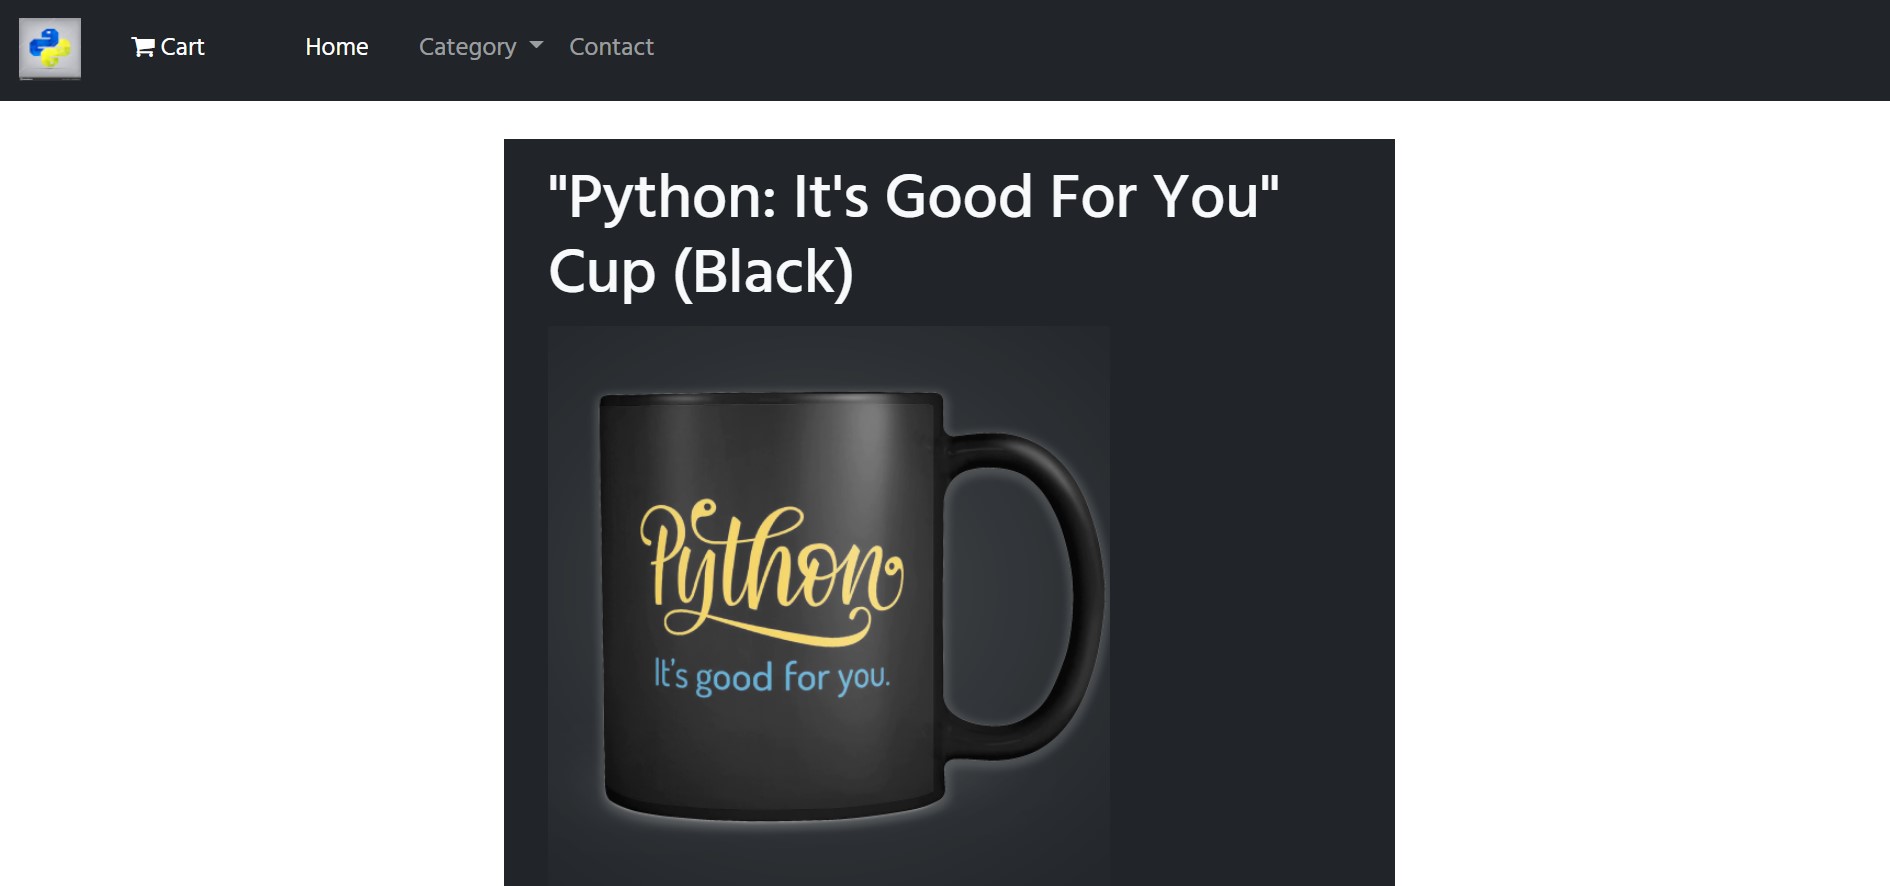 Cart Home Category Contact
"Python: It's Good For You"
Cup (Black)
Python
It's good for you.